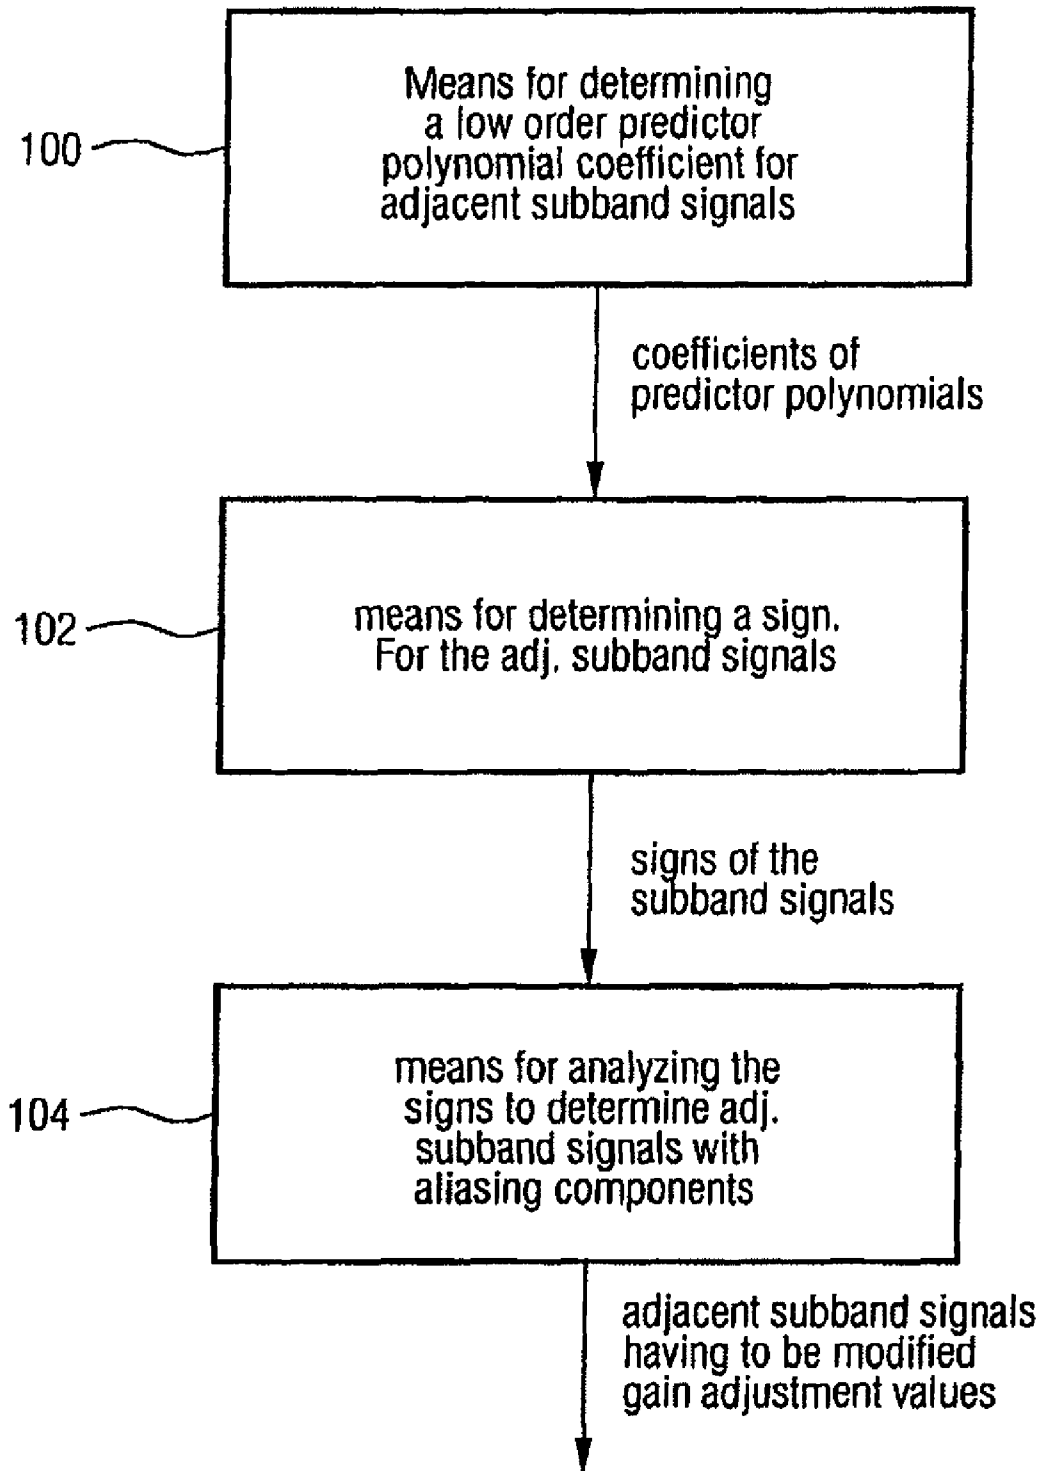 Means for determining
a low order predictor
polynomial coefficient for
adjacent subband signals
100
coefficients of
predictor polynomials
means for determining a sign.
For the adj. subband signals
102
signs of the
subband signals
means for analyzing the
signs to determine adj.
subband signals with
aliasing components
104
adjacent subband signals
having to be modified
gain adjustment values